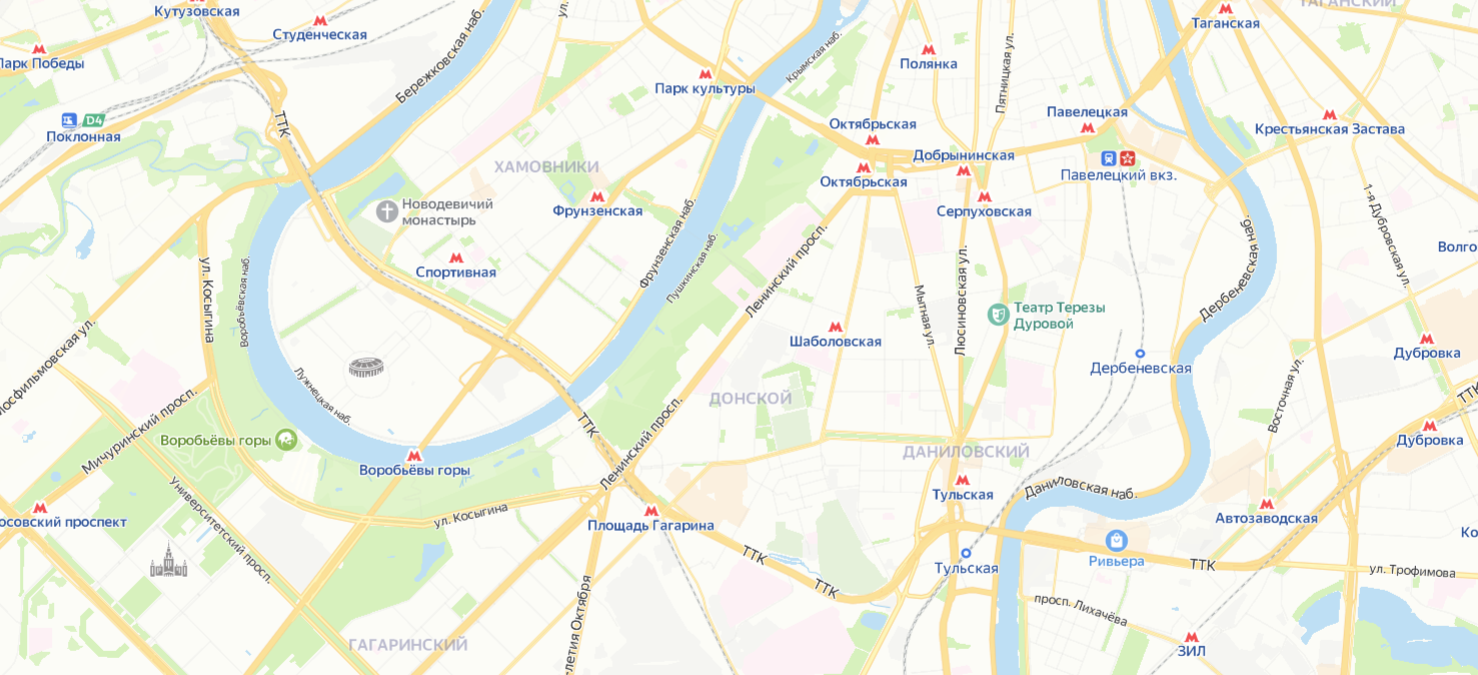 Кутузовская
Студенческая
Парк Победы
Бережковская наб.
ул.
Крымская наб.
Полянка
Пятницкая ул.
Таганская
ТАГАНСКИЙ
D4
Поклонная
ТТК
Парк культуры
Октябрьская
Павелецкая
Крестьянская Застава
Добрынинская
ХАМОВНИКИ
Октябрьская
Павелецкий вкз.
Новодевичий
монастырь
Фрунзенская
Серпуховская
1-я Дубровская ул.
Волго
Спортивная
Фрунзенская наб.
Пушкинская наб.
Ленинский просп.
Дербеневская наб.
ул. Косыгина
Воробьёвская наб.
Мытная ул.
Люсиновская ул.
Театр Терезы
Дуровой
Шаболовская
Дубровка
Дербеневская
Мосфильмовская ул.
Лужнецкая наб.
ДОНСКОЙ
Восточная ул.
ТТК
Мичуринский просп.
Воробьёвы горы
ТТК
Ленинский просп.
Дубровка
ДАНИЛОВСКИЙ
Воробьёвы горы
Тульская
Даниловская наб.
осовский проспект
Университетский просп.
ул. Косыгина
Площадь Гагарина
Автозаводская
Ко
ТТК
Тульская
Ривьера
ТТК
ул. Трофимова
ТТК
просп. Лихачёва
-летия Октября
ГАГАРИНСКИЙ
ЗИЛ